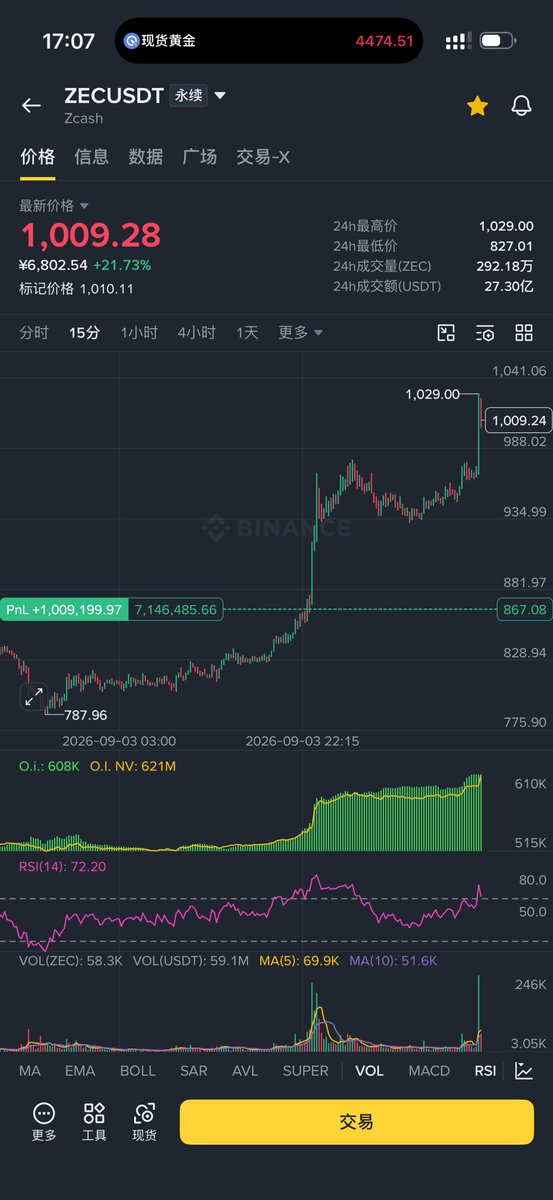 17:07 现货黄金 4474.51
ZECUSDT 永续
Zcash
价格 信息 数据 广场 交易-X
最新价格
1,009.28
¥6,802.54 +21.73%
标记价格 1,010.11
24h最高价 1,029.00
24h最低价 827.01
24h成交量(ZEC) 292.18万
24h成交额(USDT) 27.30亿
分时 15分 1小时 4小时 1天 更多
1,041.06
1,029.00
1,009.24
988.02
934.99
BINANCE
881.97
PnL +1,009,199.97 7,146,485.66 867.08
828.94
787.96
775.90
2026-09-03 03:00 2026-09-03 22:15
O.i.: 608K O.I. NV: 621M
610K
515K
RSI(14): 72.20
80.0
50.0
VOL(ZEC): 58.3K VOL(USDT): 59.1M MA(5): 69.9K MA(10): 51.6K
246K
3.05K
MA EMA BOLL SAR AVL SUPER VOL MACD RSI
更多 工具 现货 交易